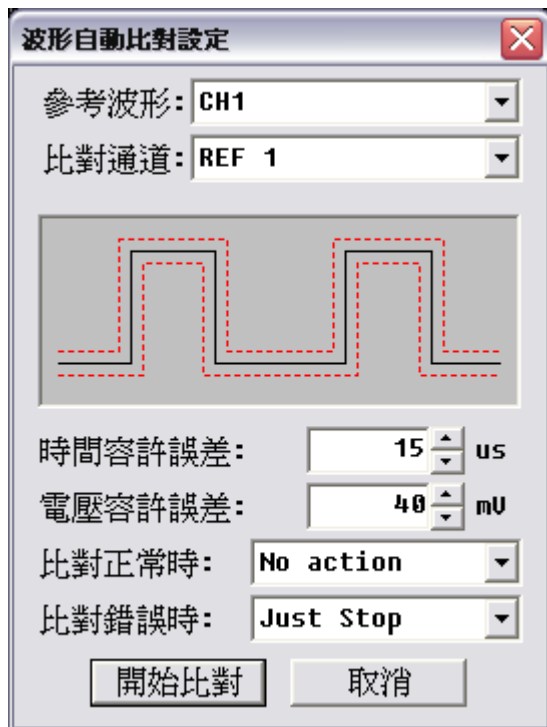 波形自動比對設定
參考波形: CH1
比對通道: REF 1
時間容許誤差: 15 us
電壓容許誤差: 40 mV
比對正常時: No action
比對錯誤時: Just Stop
開始比對 取消